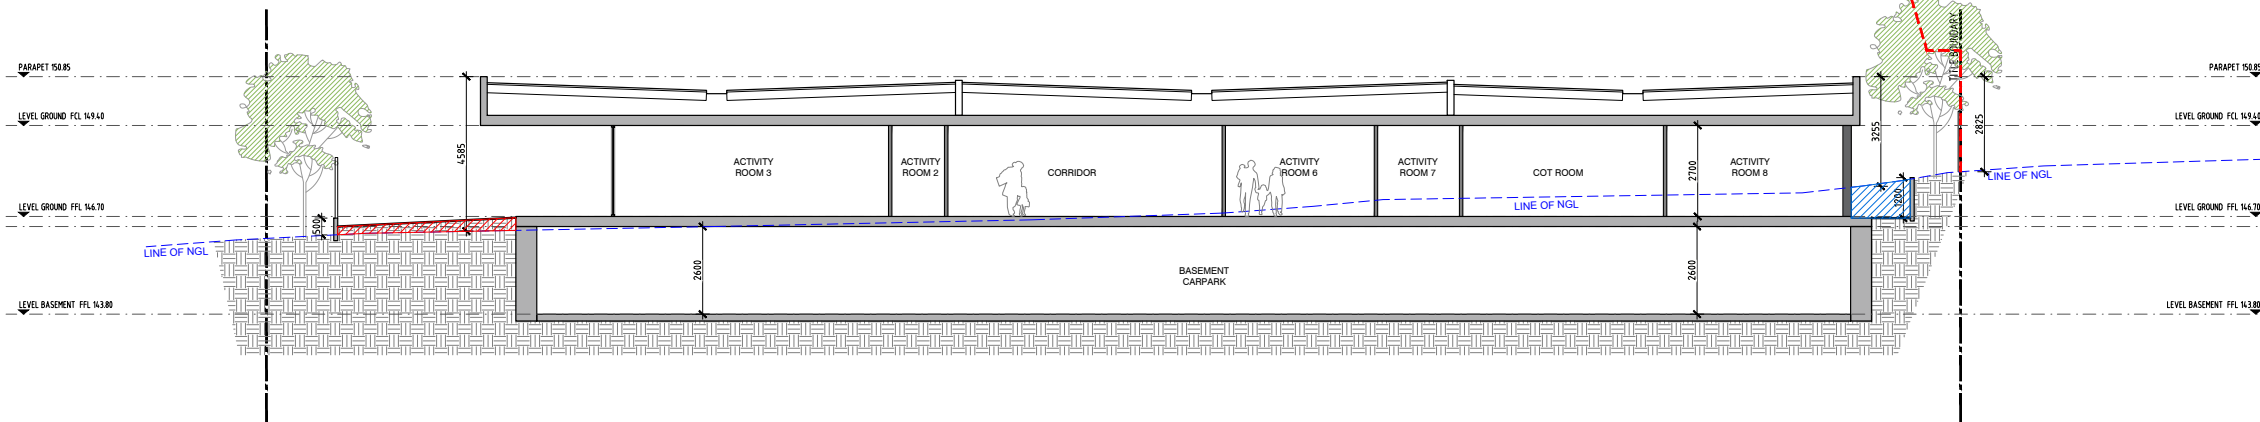 TITLE BOUNDARY
PARAPET 150.85
PARAPET 150.85
LEVEL GROUND FCL 149.40
LEVEL GROUND FCL 149.40
4585
3255
2825
ACTIVITY
ROOM 3
ACTIVITY
ROOM 2
CORRIDOR
ACTIVITY
ROOM 6
ACTIVITY
ROOM 7
COT ROOM
2700
ACTIVITY
ROOM 8
LINE OF NGL
1200
LEVEL GROUND FFL 146.70
LINE OF NGL
LEVEL GROUND FFL 146.70
500
LINE OF NGL
2600
BASEMENT
CARPARK
2600
LEVEL BASEMENT FFL 143.80
LEVEL BASEMENT FFL 143.80